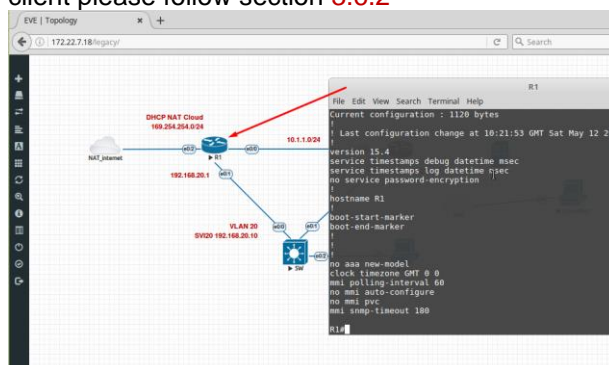 client please follow section 3.6.2
EVE | Topology
172.22.7.18/legacy/
Search
R1
File Edit View Search Terminal Help
Current configuration : 1120 bytes
!
! Last configuration change at 10:21:53 GMT Sat May 12 2
!
version 15.4
service timestamps debug datetime msec
service timestamps log datetime msec
no service password-encryption
!
hostname R1
!
boot-start-marker
boot-end-marker
!
!
!
no aaa new-model
clock timezone GMT 0 0
mmi polling-interval 60
no mmi auto-configure
no mmi pvc
mmi snmp-timeout 180
R1#
DHCP NAT Cloud
169.254.254.0/24
10.1.1.0/24
NAT_internet
e0/2
R1
e0/0
192.168.20.1
e0/1
VLAN 20
SVI20 192.168.20.10
e0/0
e0/1
e0/2
SW